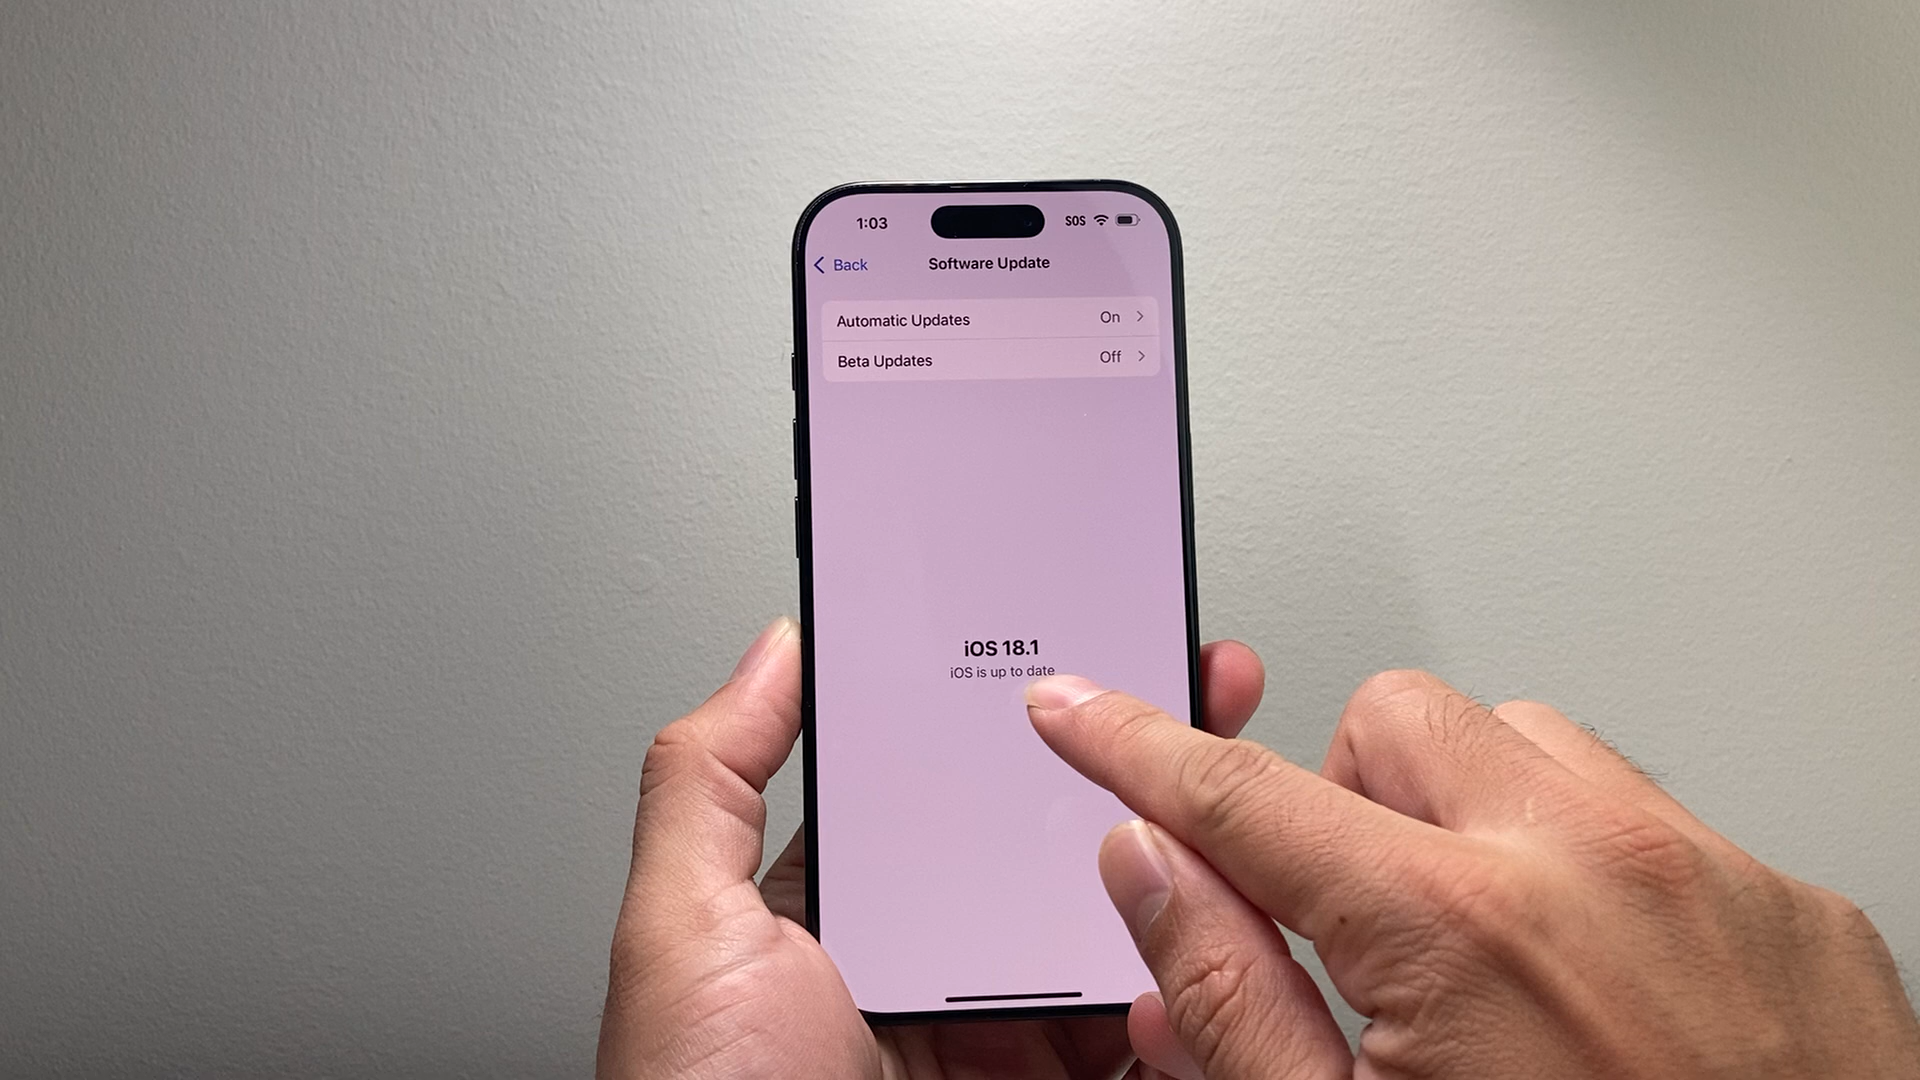 1:03 SOS
Back Software Update
Automatic Updates On
Beta Updates Off
iOS 18.1
iOS is up to date